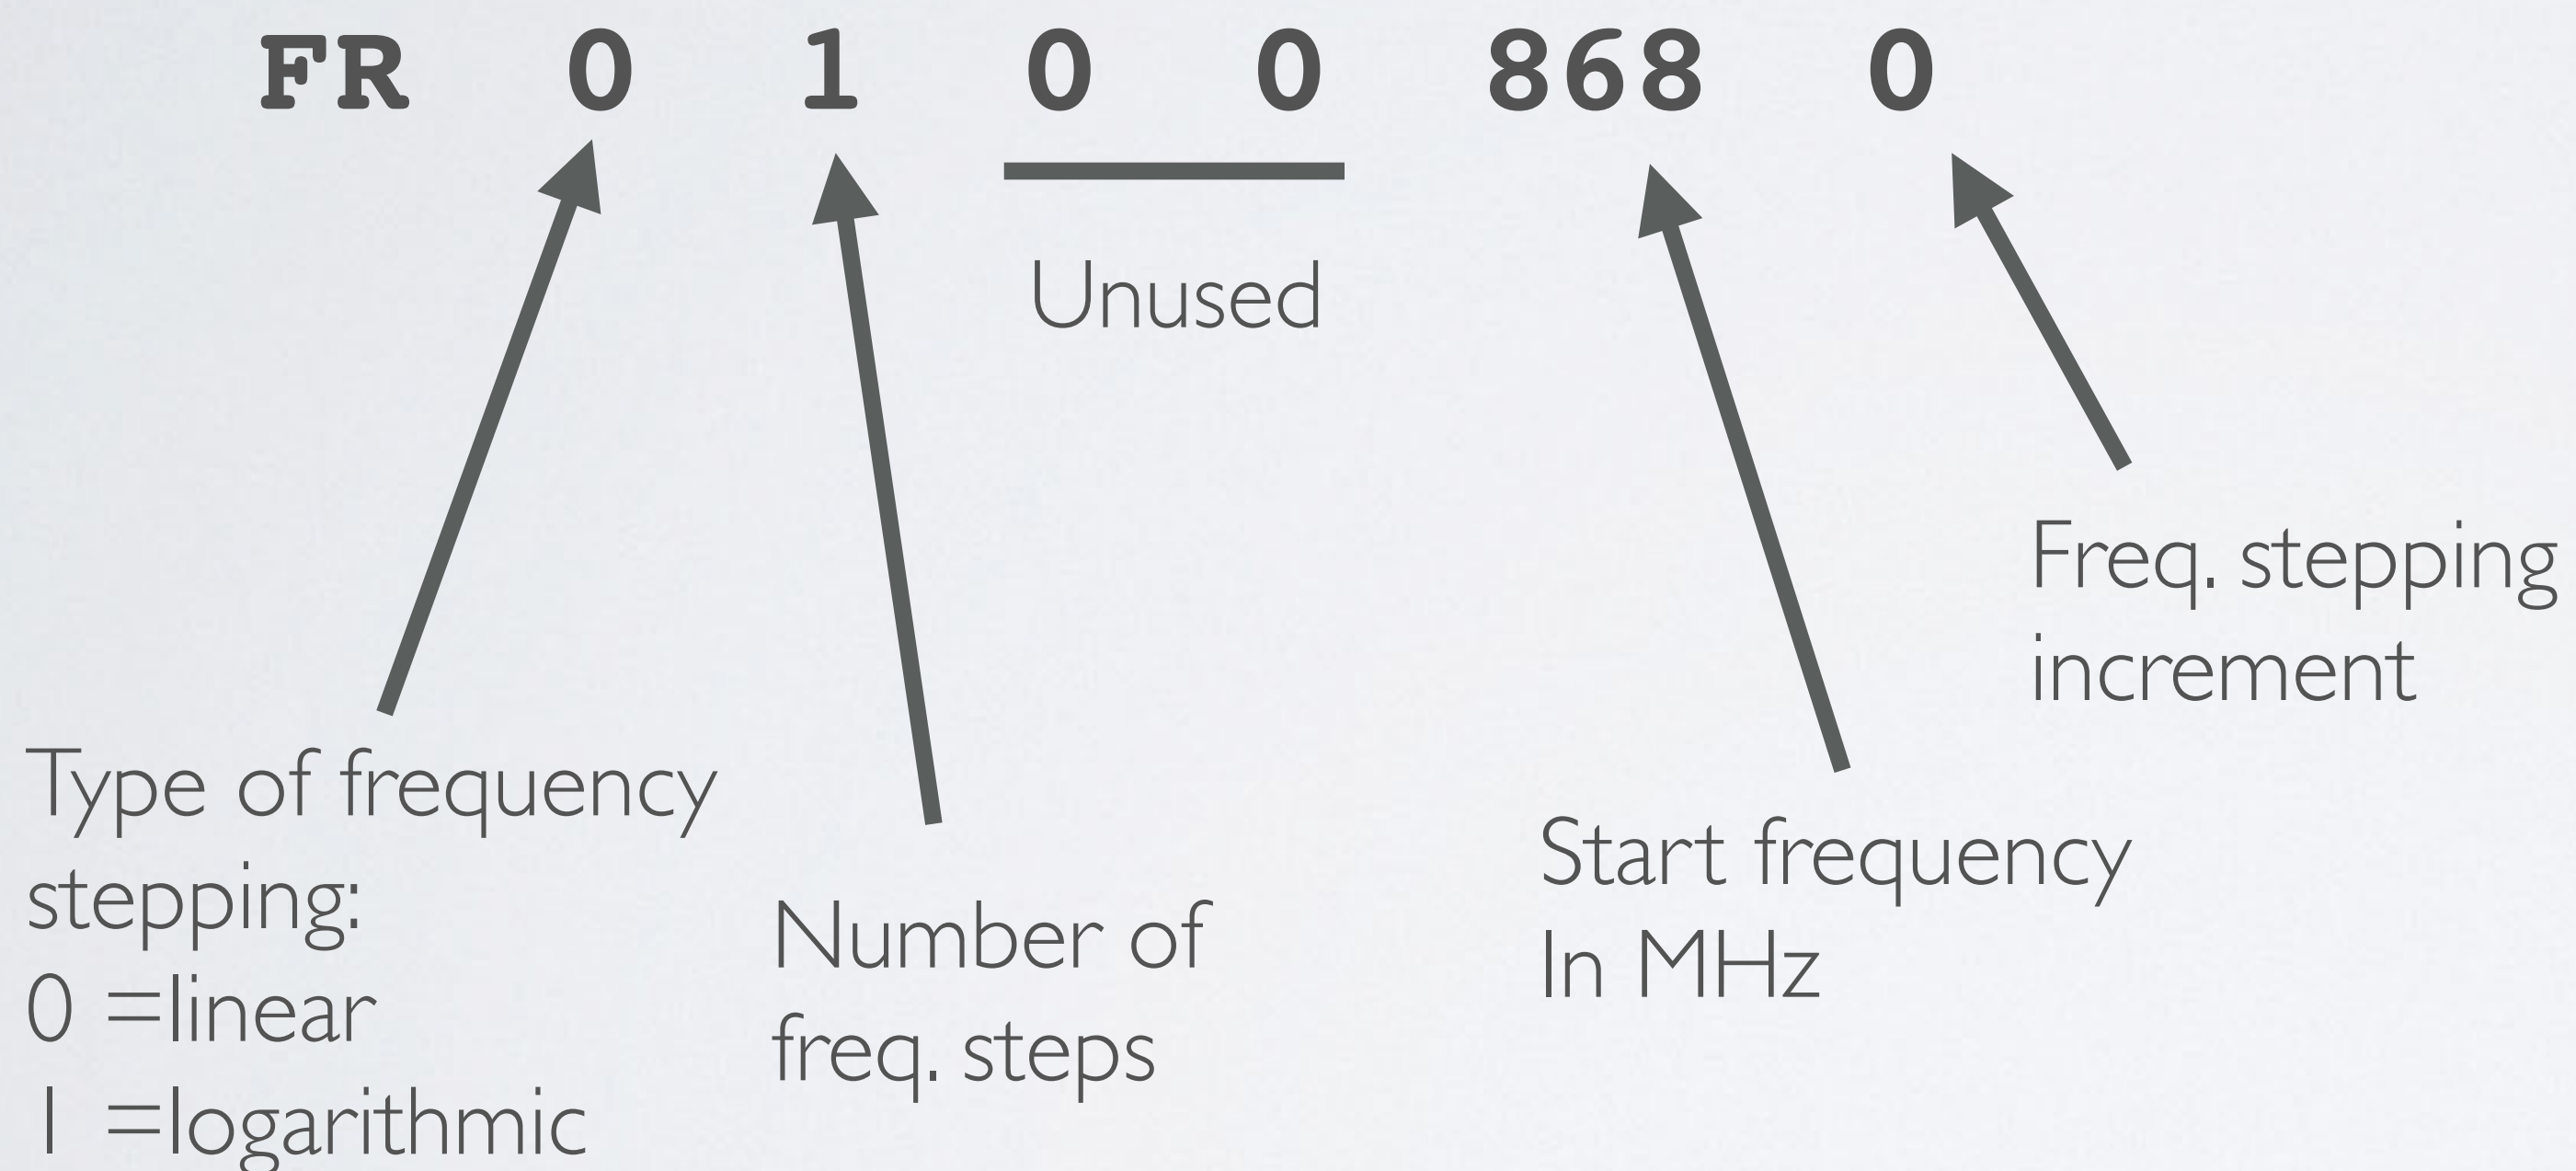 FR 0 1 0 0 868 0
Unused
Freq. stepping
increment
Type of frequency
stepping:
0 =linear
1 =logarithmic
Number of
freq. steps
Start frequency
In MHz